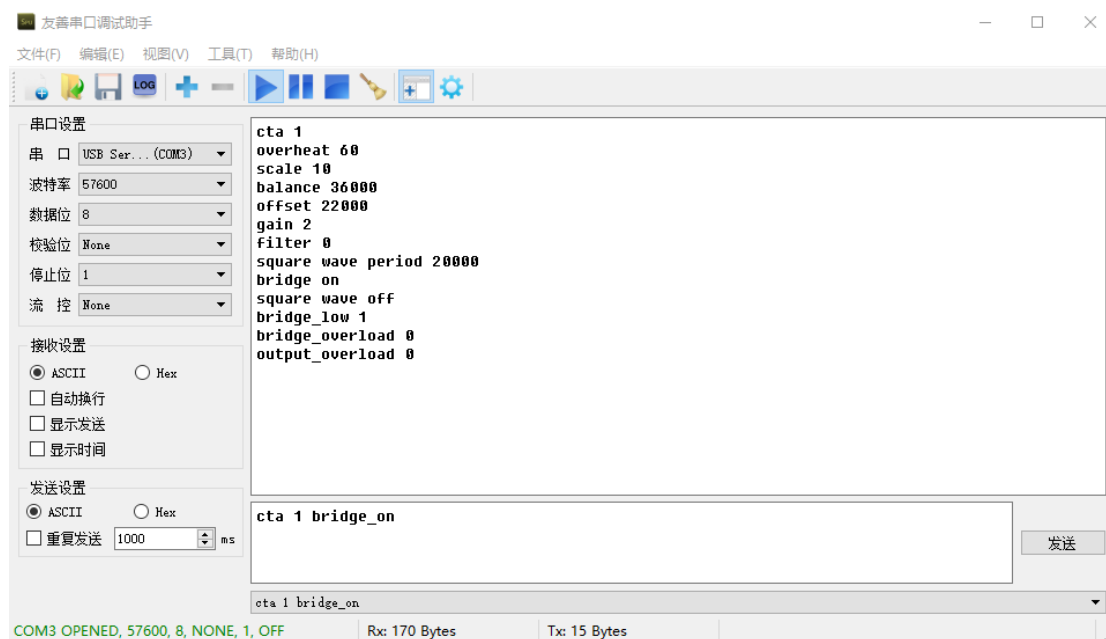 友善串口调试助手
文件(F) 编辑(E) 视图(V) 工具(T) 帮助(H)
LOG
串口设置
串 口 USB Ser...(COM3)
波特率 57600
数据位 8
校验位 None
停止位 1
流 控 None
接收设置
ASCII Hex
自动换行
显示发送
显示时间
发送设置
ASCII Hex
重复发送 1000 ms
cta 1
overheat 60
scale 10
balance 36000
offset 22000
gain 2
filter 0
square wave period 20000
bridge on
square wave off
bridge_low 1
bridge_overload 0
output_overload 0
cta 1 bridge_on
发送
cta 1 bridge_on
COM3 OPENED, 57600, 8, NONE, 1, OFF Rx: 170 Bytes Tx: 15 Bytes